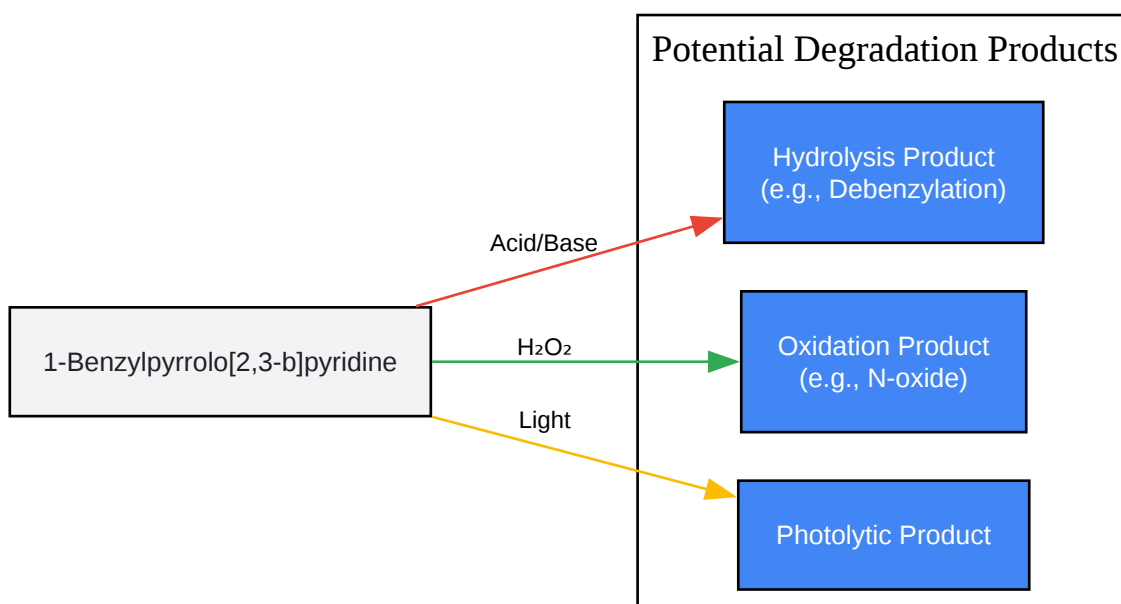 Potential Degradation Products
Hydrolysis Product
(e.g., Debenzylation)
Acid/Base
1-Benzylpyrrolo[2,3-b]pyridine
H₂O₂
Oxidation Product
(e.g., N-oxide)
Light
Photolytic Product